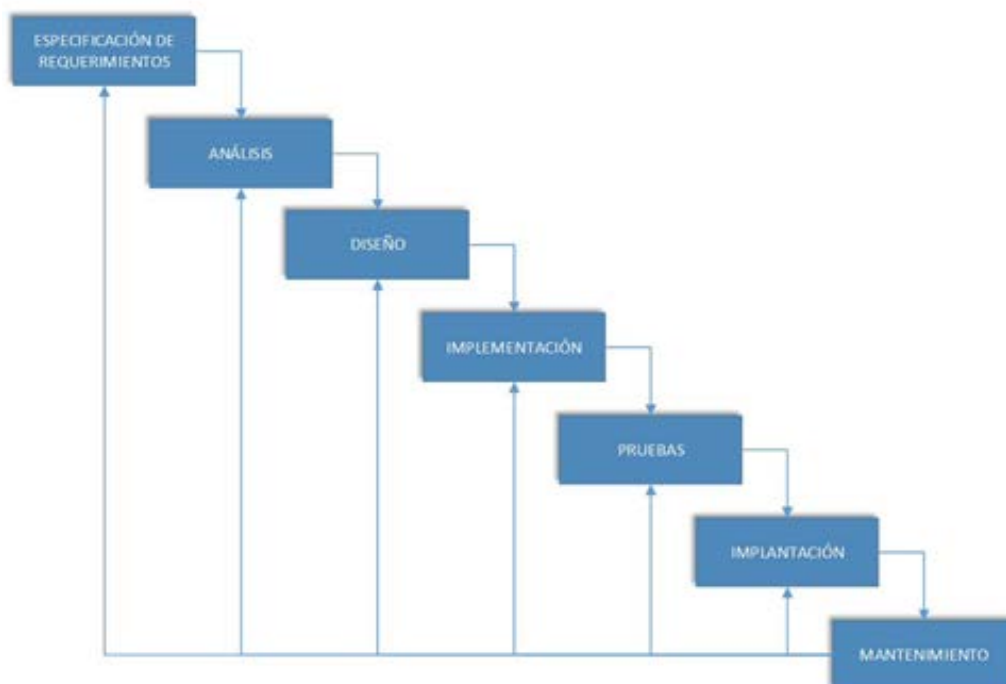 ESPECIFICACIÓN DE
REQUERIMIENTOS
ANÁLISIS
DISEÑO
IMPLEMENTACIÓN
PRUEBAS
IMPLANTACIÓN
MANTENIMIENTO